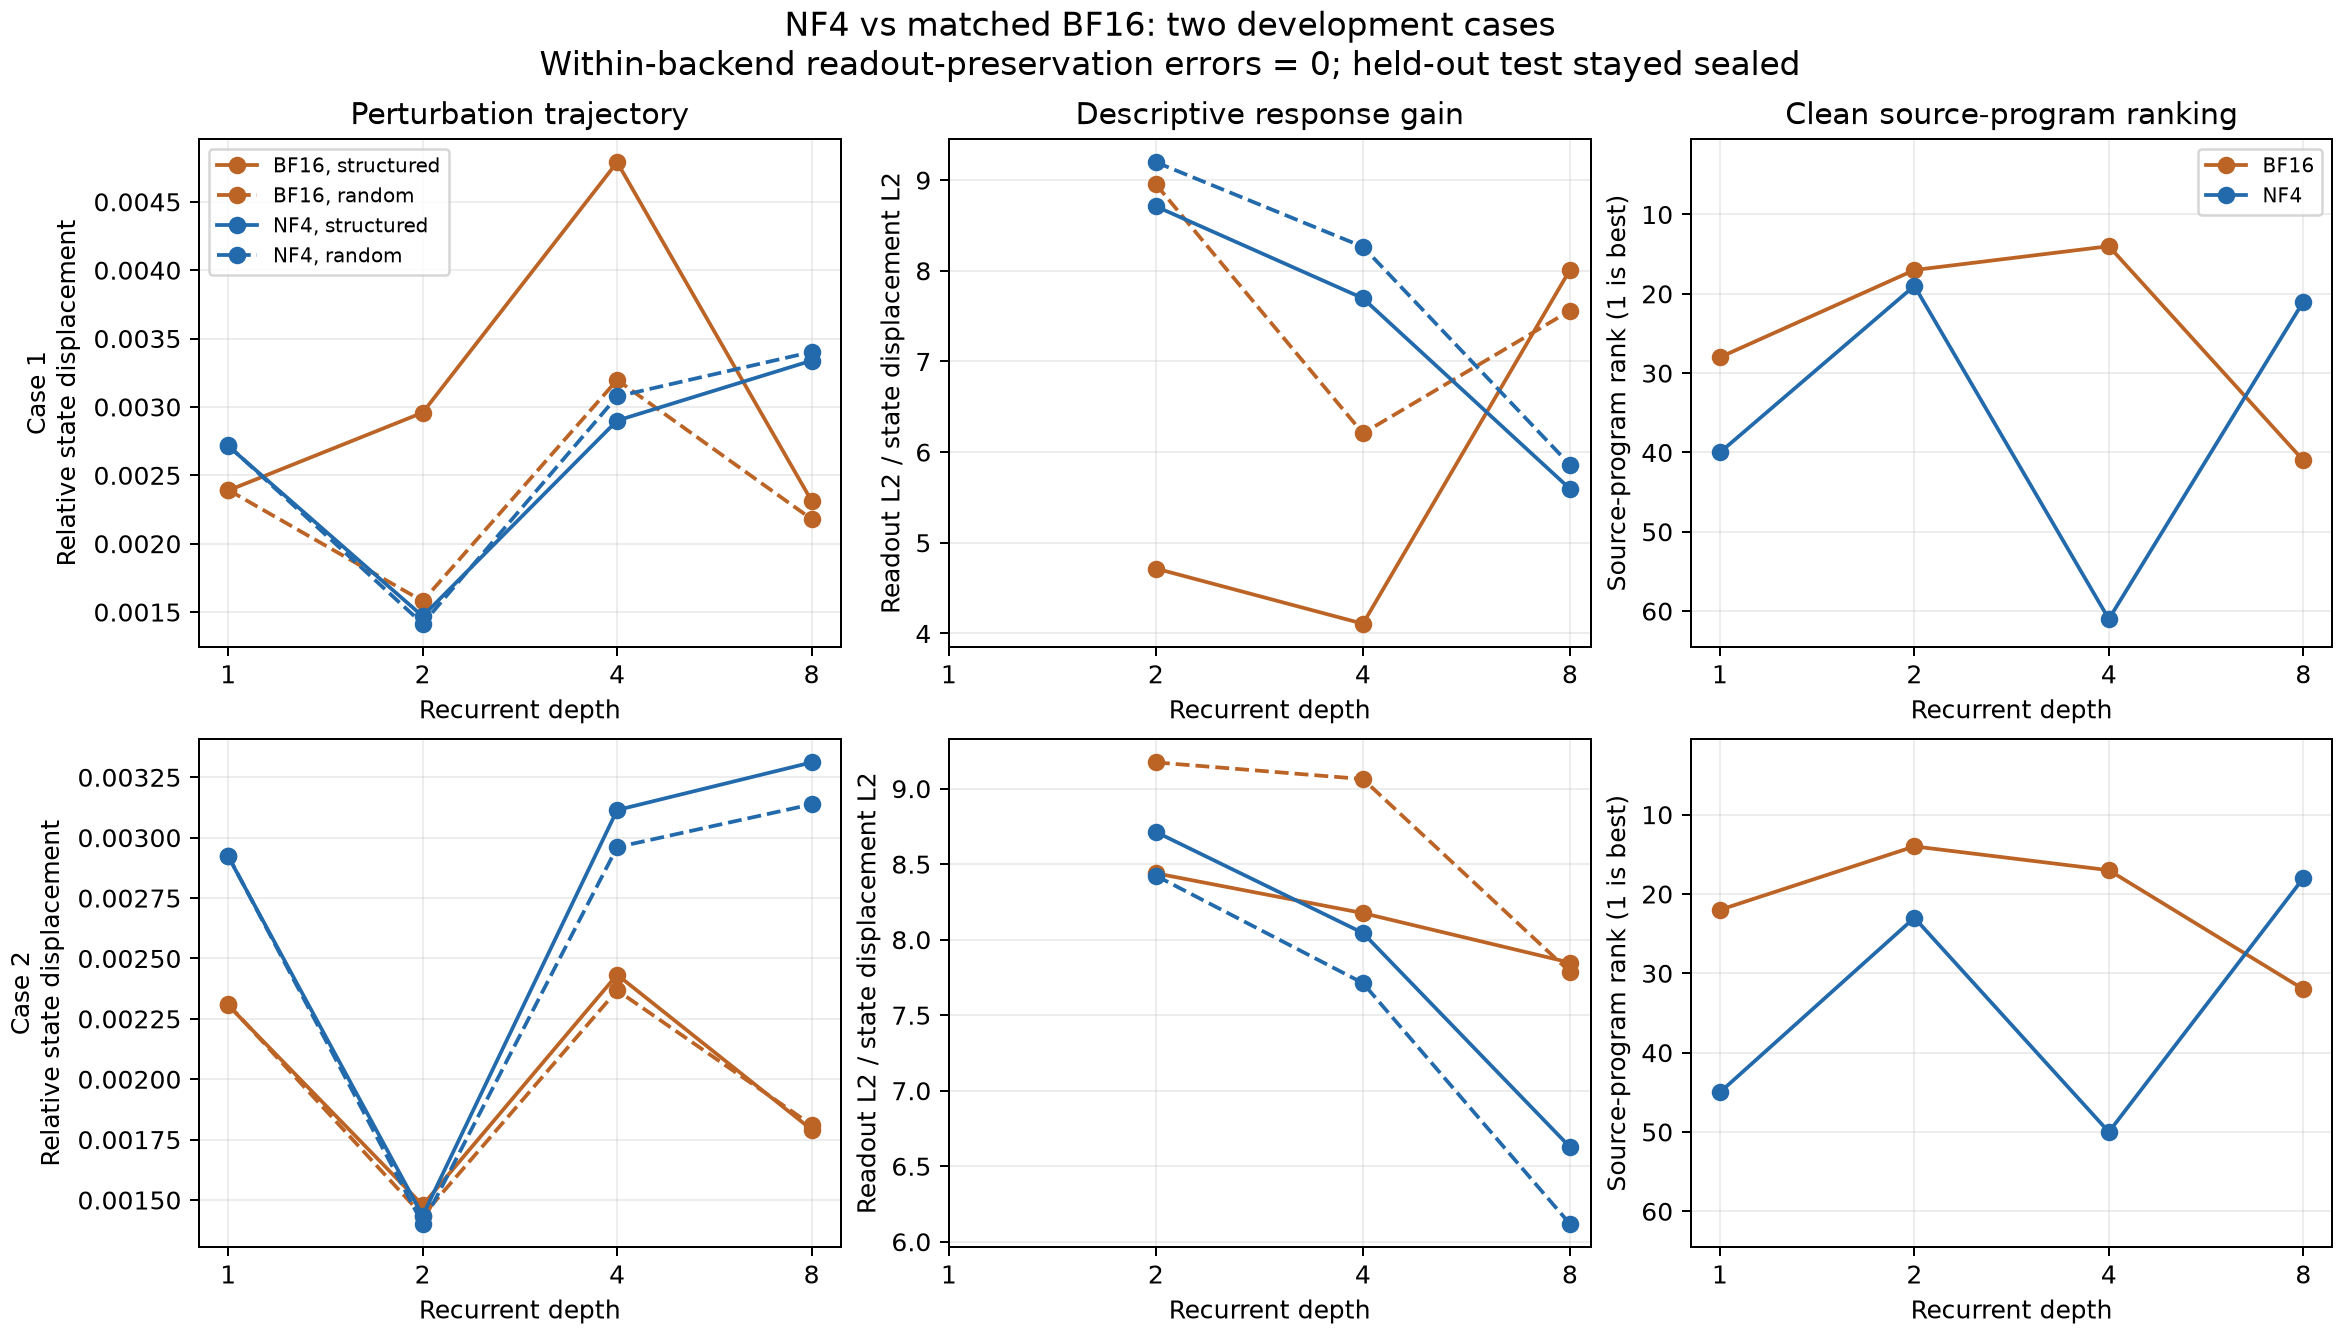 NF4 vs matched BF16: two development cases
Within-backend readout-preservation errors = 0; held-out test stayed sealed
Perturbation trajectory
Case 1
Relative state displacement
0.0045
0.0040
0.0035
0.0030
0.0025
0.0020
0.0015
BF16, structured
BF16, random
NF4, structured
NF4, random
1 2 4 8
Recurrent depth
Descriptive response gain
Readout L2 / state displacement L2
9
8
7
6
5
4
1 2 4 8
Recurrent depth
Clean source-program ranking
Source-program rank (1 is best)
10
20
30
40
50
60
BF16
NF4
1 2 4 8
Recurrent depth
Case 2
Relative state displacement
0.00325
0.00300
0.00275
0.00250
0.00225
0.00200
0.00175
0.00150
1 2 4 8
Recurrent depth
Readout L2 / state displacement L2
9.0
8.5
8.0
7.5
7.0
6.5
6.0
1 2 4 8
Recurrent depth
Source-program rank (1 is best)
10
20
30
40
50
60
1 2 4 8
Recurrent depth